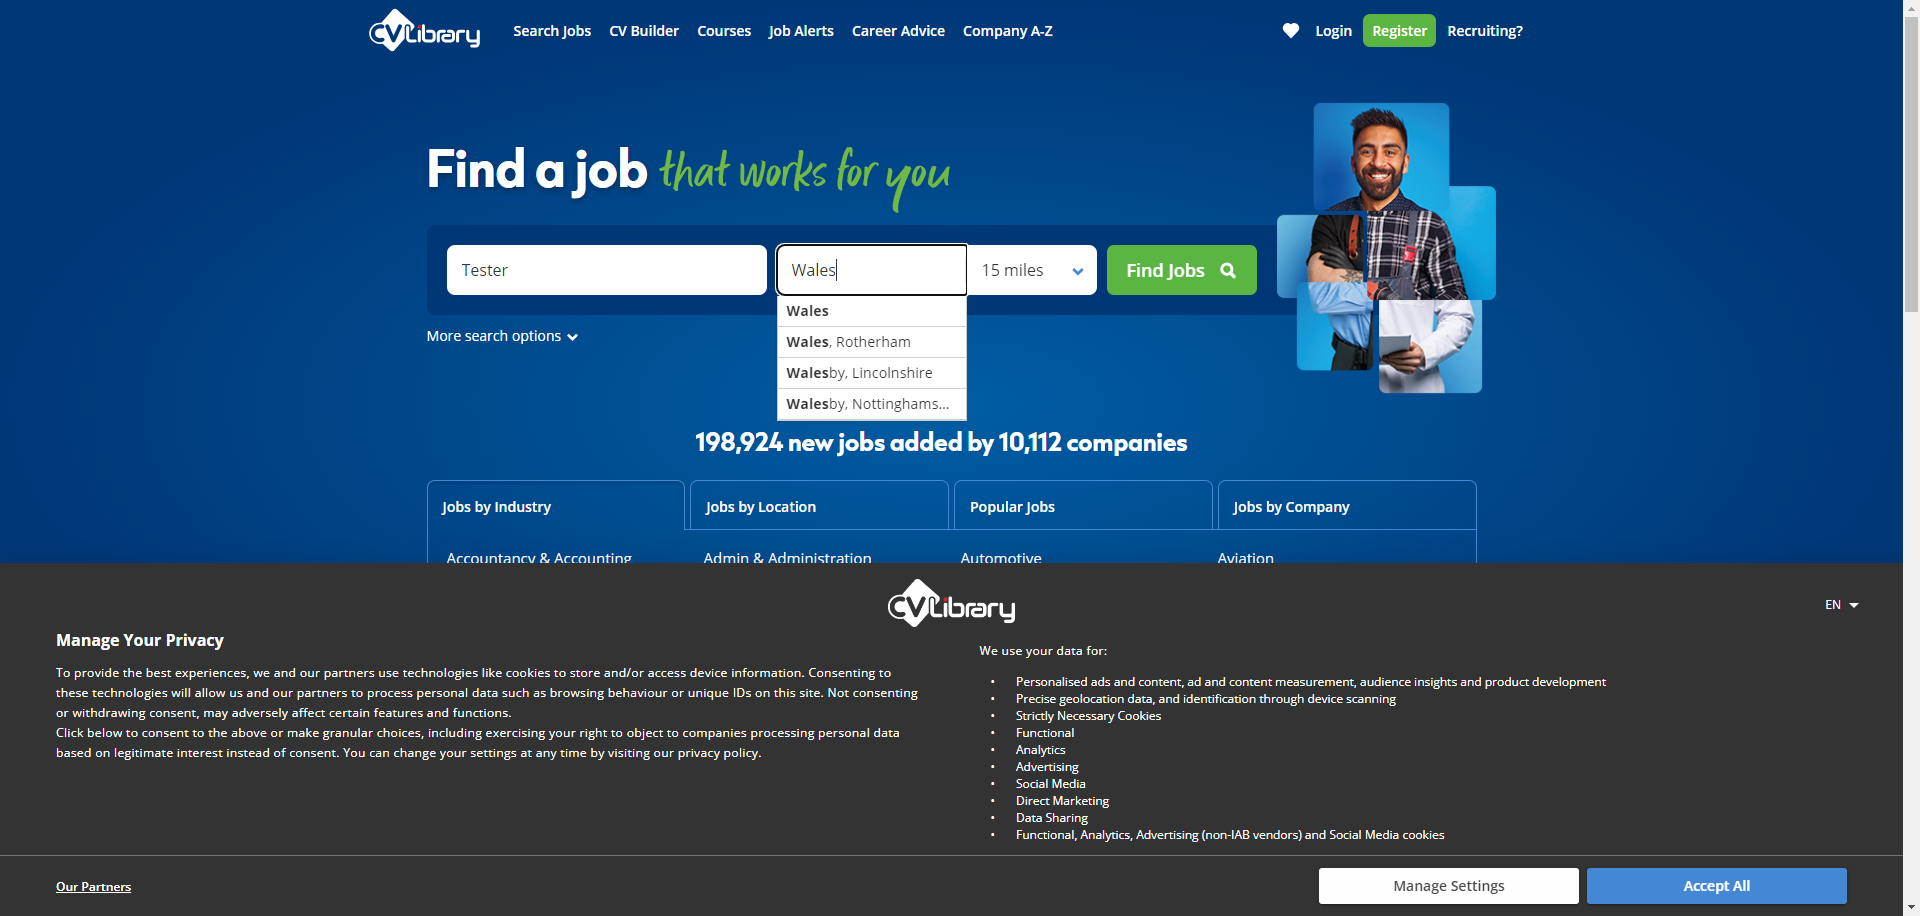 CVLibrary
Search Jobs CV Builder Courses Job Alerts Career Advice Company A-Z
Login Register Recruiting?
Find a job that works for you
Tester
Wales
15 miles
Find Jobs
Wales
Wales, Rotherham
Walesby, Lincolnshire
Walesby, Nottinghams...
More search options
198,924 new jobs added by 10,112 companies
Jobs by Industry Jobs by Location Popular Jobs Jobs by Company
Accountancy & Accounting Admin & Administration Automotive Aviation
CVLibrary
EN
Manage Your Privacy
To provide the best experiences, we and our partners use technologies like cookies to store and/or access device information. Consenting to
these technologies will allow us and our partners to process personal data such as browsing behaviour or unique IDs on this site. Not consenting
or withdrawing consent, may adversely affect certain features and functions.
Click below to consent to the above or make granular choices, including exercising your right to object to companies processing personal data
based on legitimate interest instead of consent. You can change your settings at any time by visiting our privacy policy.
We use your data for:
• Personalised ads and content, ad and content measurement, audience insights and product development
• Precise geolocation data, and identification through device scanning
• Strictly Necessary Cookies
• Functional
• Analytics
• Advertising
• Social Media
• Direct Marketing
• Data Sharing
• Functional, Analytics, Advertising (non-IAB vendors) and Social Media cookies
Our Partners
Manage Settings
Accept All